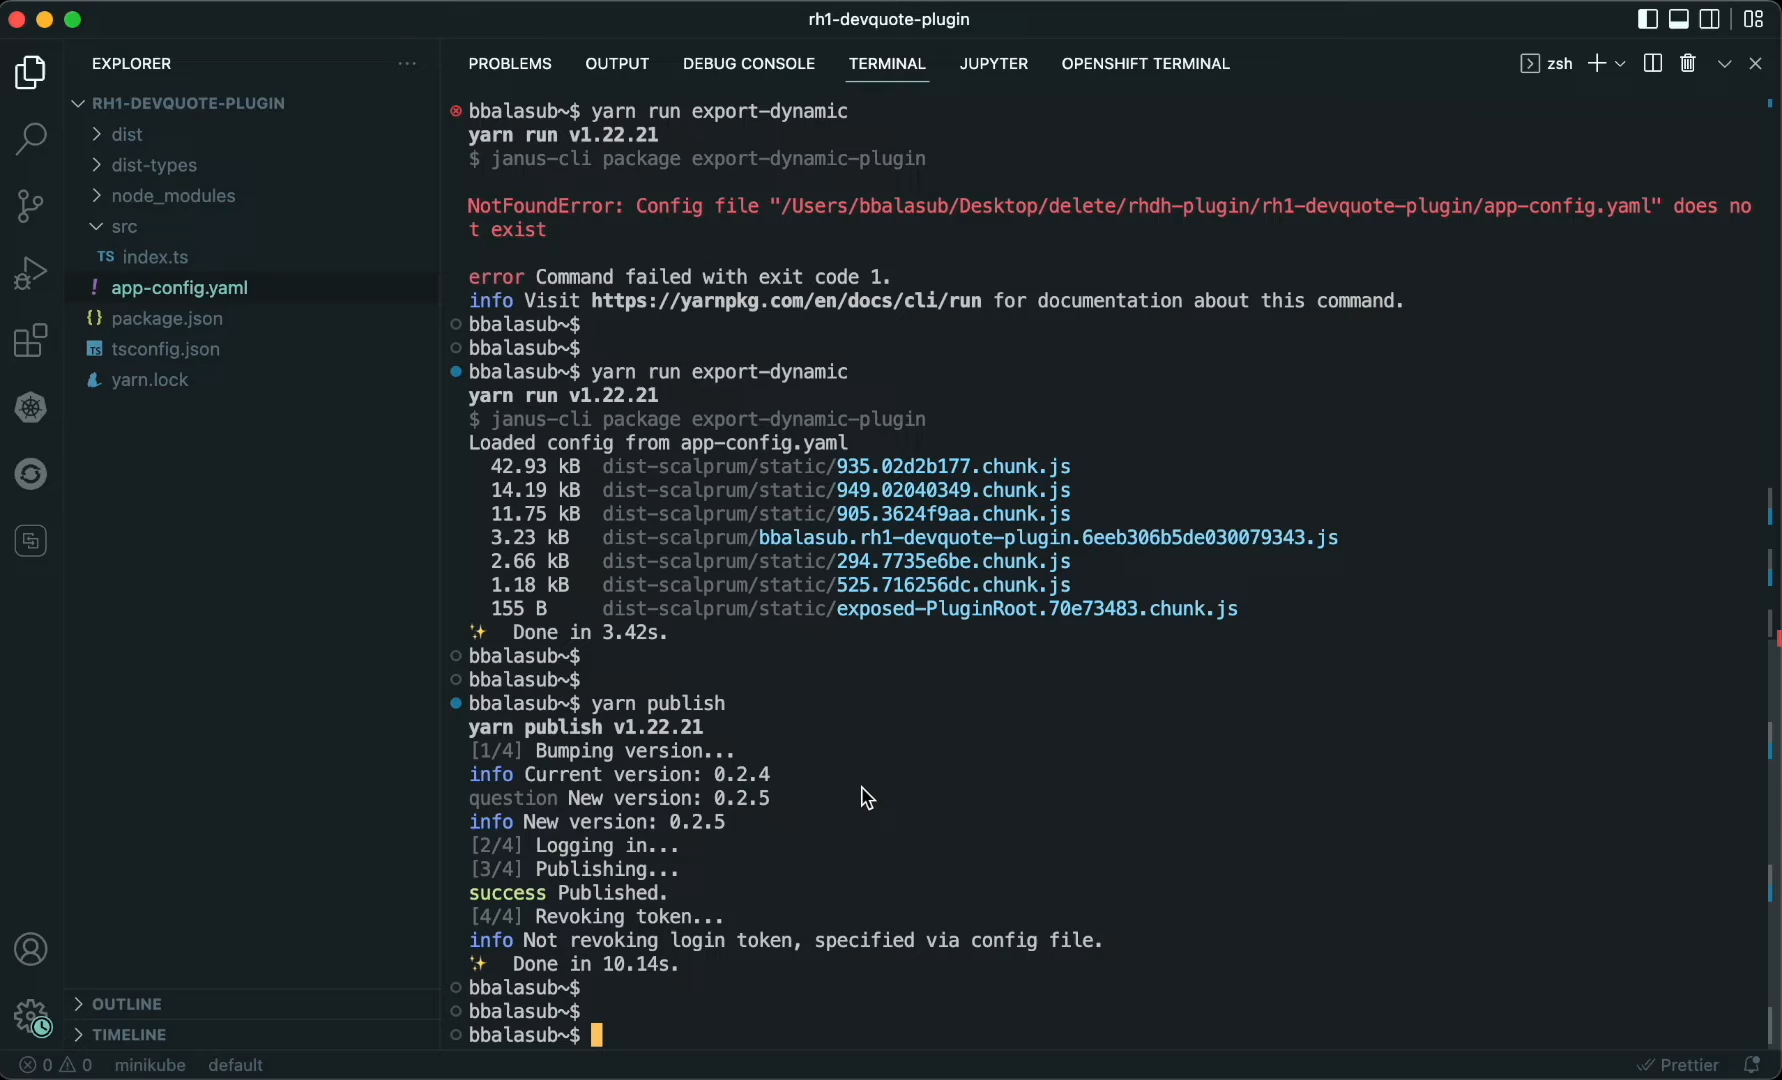 rh1-devquote-plugin
EXPLORER
RH1-DEVQUOTE-PLUGIN
dist
dist-types
node_modules
src
TS index.ts
! app-config.yaml
{} package.json
TS tsconfig.json
yarn.lock
OUTLINE
TIMELINE
PROBLEMS OUTPUT DEBUG CONSOLE TERMINAL JUPYTER OPENSHIFT TERMINAL
zsh
bbalasub~$ yarn run export-dynamic
yarn run v1.22.21
$ janus-cli package export-dynamic-plugin
NotFoundError: Config file "/Users/bbalasub/Desktop/delete/rhdh-plugin/rh1-devquote-plugin/app-config.yaml" does no
t exist
error Command failed with exit code 1.
info Visit https://yarnpkg.com/en/docs/cli/run for documentation about this command.
bbalasub~$
bbalasub~$
bbalasub~$ yarn run export-dynamic
yarn run v1.22.21
$ janus-cli package export-dynamic-plugin
Loaded config from app-config.yaml
42.93 kB dist-scalprum/static/935.02d2b177.chunk.js
14.19 kB dist-scalprum/static/949.02040349.chunk.js
11.75 kB dist-scalprum/static/905.3624f9aa.chunk.js
3.23 kB dist-scalprum/bbalasub.rh1-devquote-plugin.6eeb306b5de030079343.js
2.66 kB dist-scalprum/static/294.7735e6be.chunk.js
1.18 kB dist-scalprum/static/525.716256dc.chunk.js
155 B dist-scalprum/static/exposed-PluginRoot.70e73483.chunk.js
✨ Done in 3.42s.
bbalasub~$
bbalasub~$
bbalasub~$ yarn publish
yarn publish v1.22.21
[1/4] Bumping version...
info Current version: 0.2.4
question New version: 0.2.5
info New version: 0.2.5
[2/4] Logging in...
[3/4] Publishing...
success Published.
[4/4] Revoking token...
info Not revoking login token, specified via config file.
✨ Done in 10.14s.
bbalasub~$
bbalasub~$
bbalasub~$
0 0 minikube default
Prettier